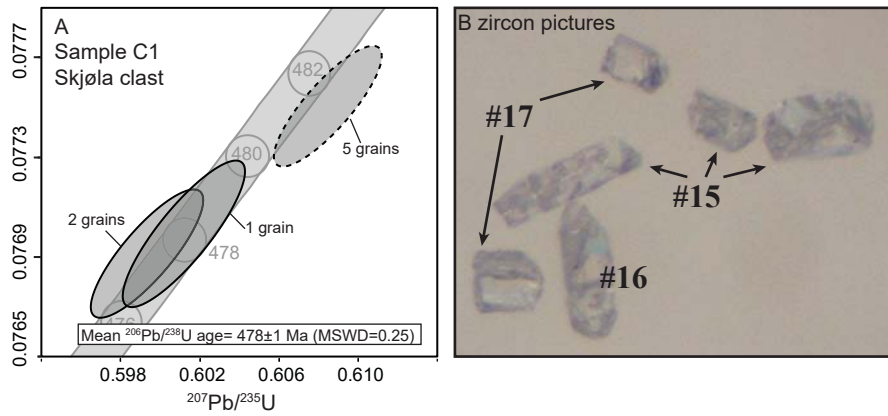 A
Sample C1
Skjøla clast
0.0777
0.0773
0.0769
0.0765
482
480
478
476
5 grains
2 grains
1 grain
Mean ²⁰⁶Pb/²³⁸U age= 478±1 Ma (MSWD=0.25)
0.598
0.602
0.606
0.610
²⁰⁷Pb/²³⁵U
B zircon pictures
#17
#15
#16